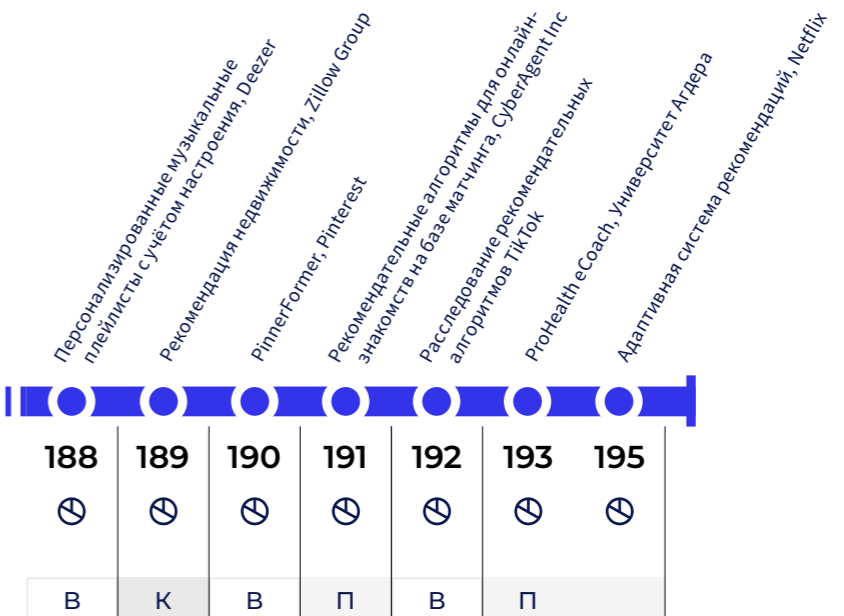 Персонализированные музыкальные
плейлисты с учётом настроения, Deezer
Рекомендация недвижимости, Zillow Group
PinnerFormer, Pinterest
Рекомендательные алгоритмы для онлайн-
знакомств на базе матчинга, CyberAgent Inc
Расследование рекомендательных
алгоритмов TikTok
ProHealth eCoach, Университет Агдера
Адаптивная система рекомендаций, Netflix
188 189 190 191 192 193 195
В К В П В П